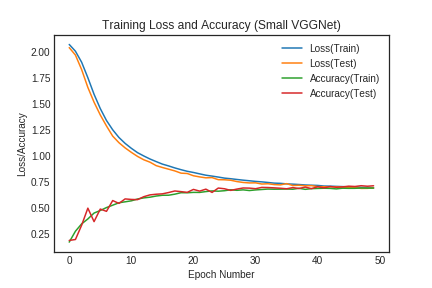 Training Loss and Accuracy (Small VGGNet)
Loss(Train)
Loss(Test)
Accuracy(Train)
Accuracy(Test)
Loss/Accuracy
2.00
1.75
1.50
1.25
1.00
0.75
0.50
0.25
0 10 20 30 40 50
Epoch Number